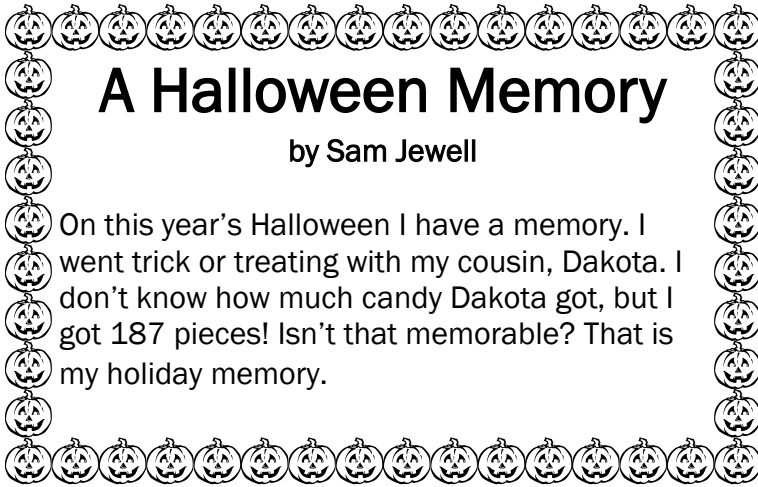 A Halloween Memory
by Sam Jewell
On this year’s Halloween I have a memory. I
went trick or treating with my cousin, Dakota. I
don’t know how much candy Dakota got, but I
got 187 pieces! Isn’t that memorable? That is
my holiday memory.